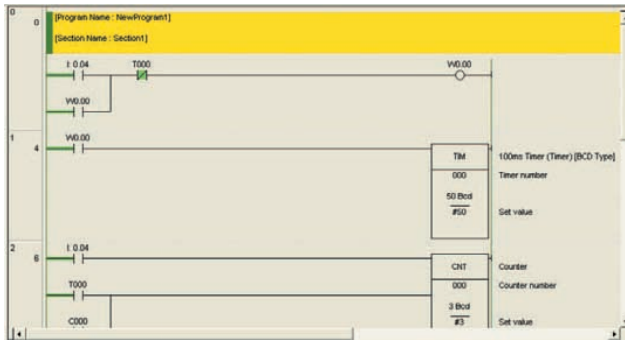 0
0
[Program Name : NewProgram1]
[Section Name : Section1]
I: 0.04 T000 W0.00
W0.00
1
4
W0.00
TIM 100ms Timer (Timer) [BCD Type]
000 Timer number
50 Bcd
#50 Set value
2
6
I: 0.04
CNT Counter
T000
000 Counter number
C000
3 Bcd
#3 Set value